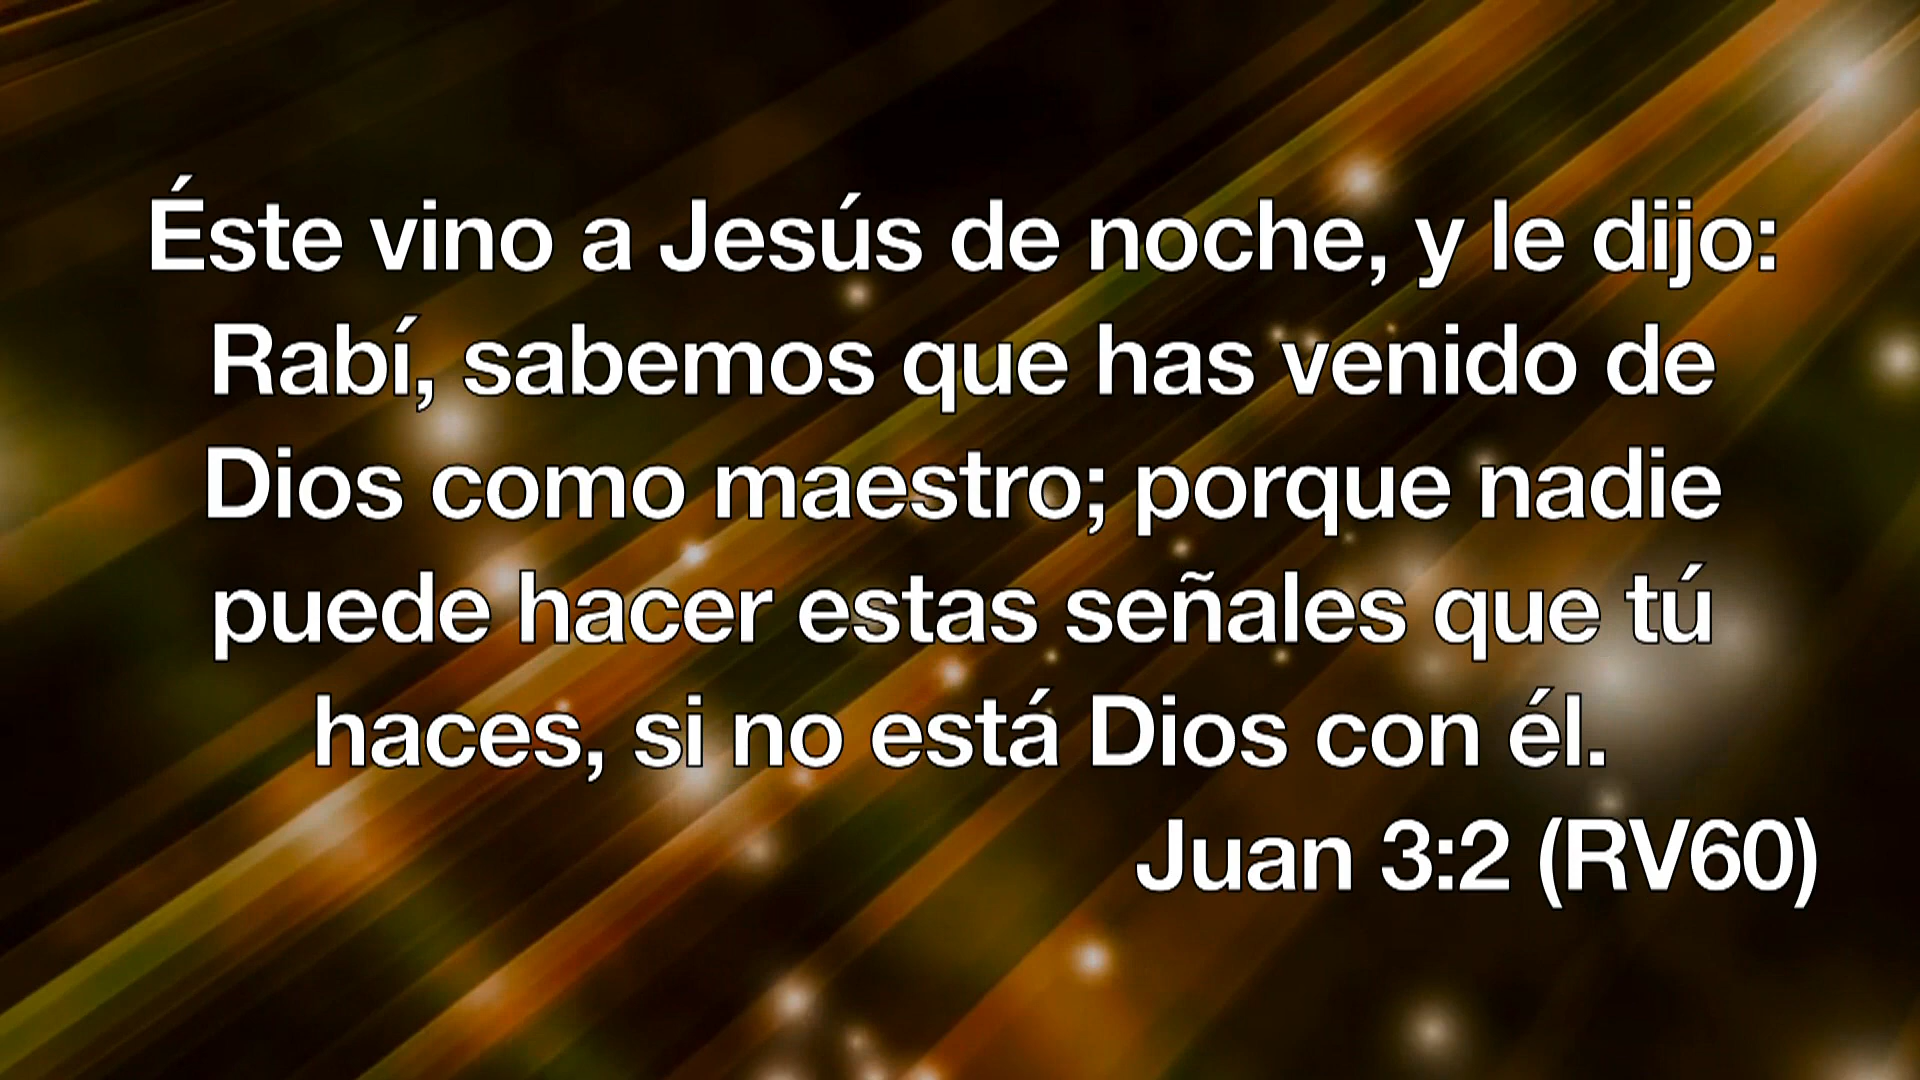 Éste vino a Jesús de noche, y le dijo:
Rabí, sabemos que has venido de
Dios como maestro; porque nadie
puede hacer estas señales que tú
haces, si no está Dios con él.
Juan 3:2 (RV60)